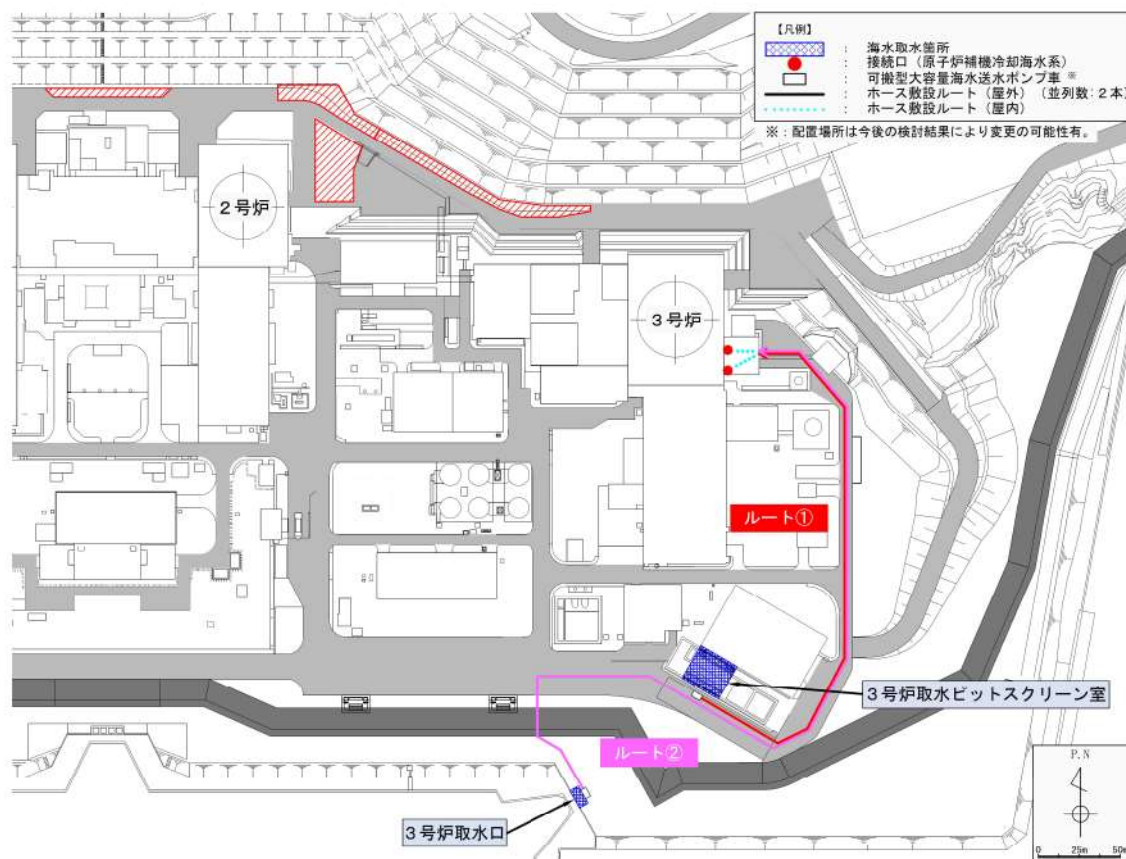 【凡例】
： 海水取水箇所
： 接続口（原子炉補機冷却海水系）
： 可搬型大容量海水送水ポンプ車 ※
： ホース敷設ルート（屋外）（並列数：２本）
： ホース敷設ルート（屋内）
※：配置場所は今後の検討結果により変更の可能性有。
２号炉
３号炉
ルート①
３号炉取水ピットスクリーン室
ルート②
３号炉取水口
P.N
0 25m 50m